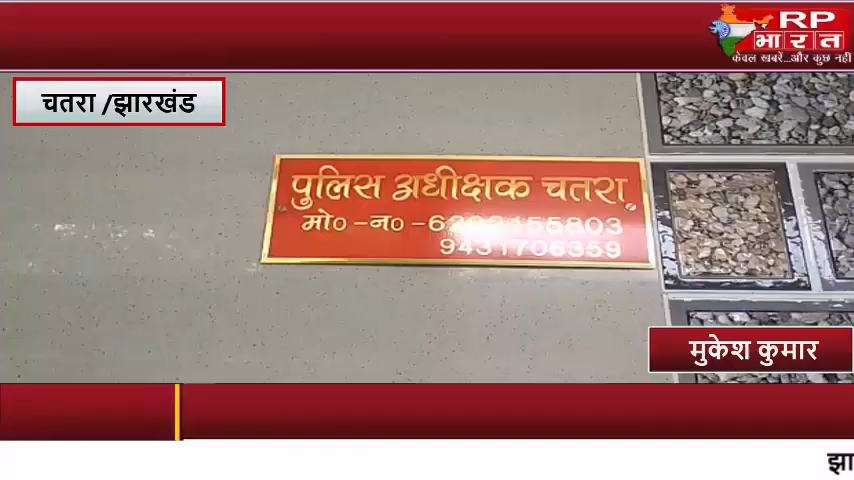 RP
भारत
केवल खबरें...और कुछ नहीं
चतरा /झारखंड
पुलिस अधीक्षक चतरा
मो० -न० -
9431706359
मुकेश कुमार
झा